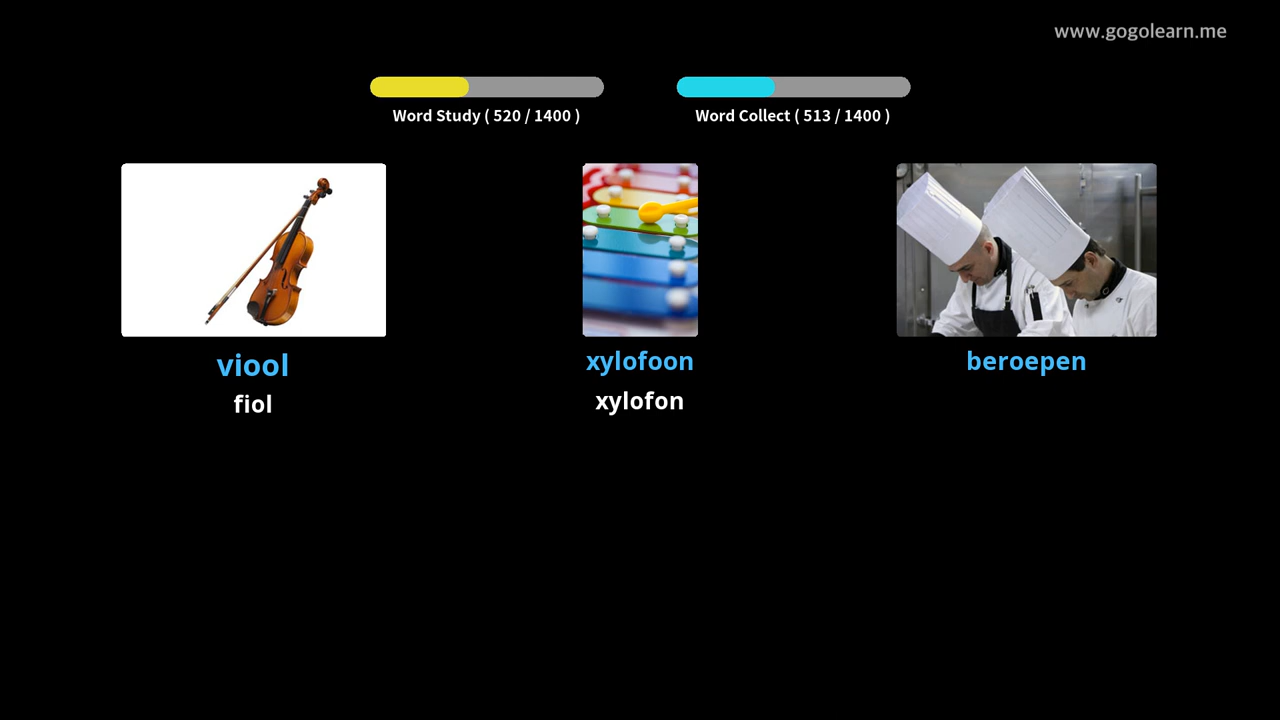 www.gogolearn.me
Word Study ( 520 / 1400 )
Word Collect ( 513 / 1400 )
viool
fiol
xylofoon
xylofon
beroepen